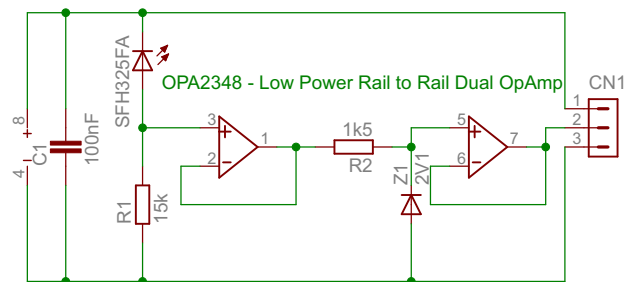 SFH325FA
OPA2348 - Low Power Rail to Rail Dual OpAmp
CN1
1
2
3
8
+
-
4
C1
100nF
R1
15k
3
2
1
+
-
1k5
R2
Z1
2V1
5
6
7
+
-